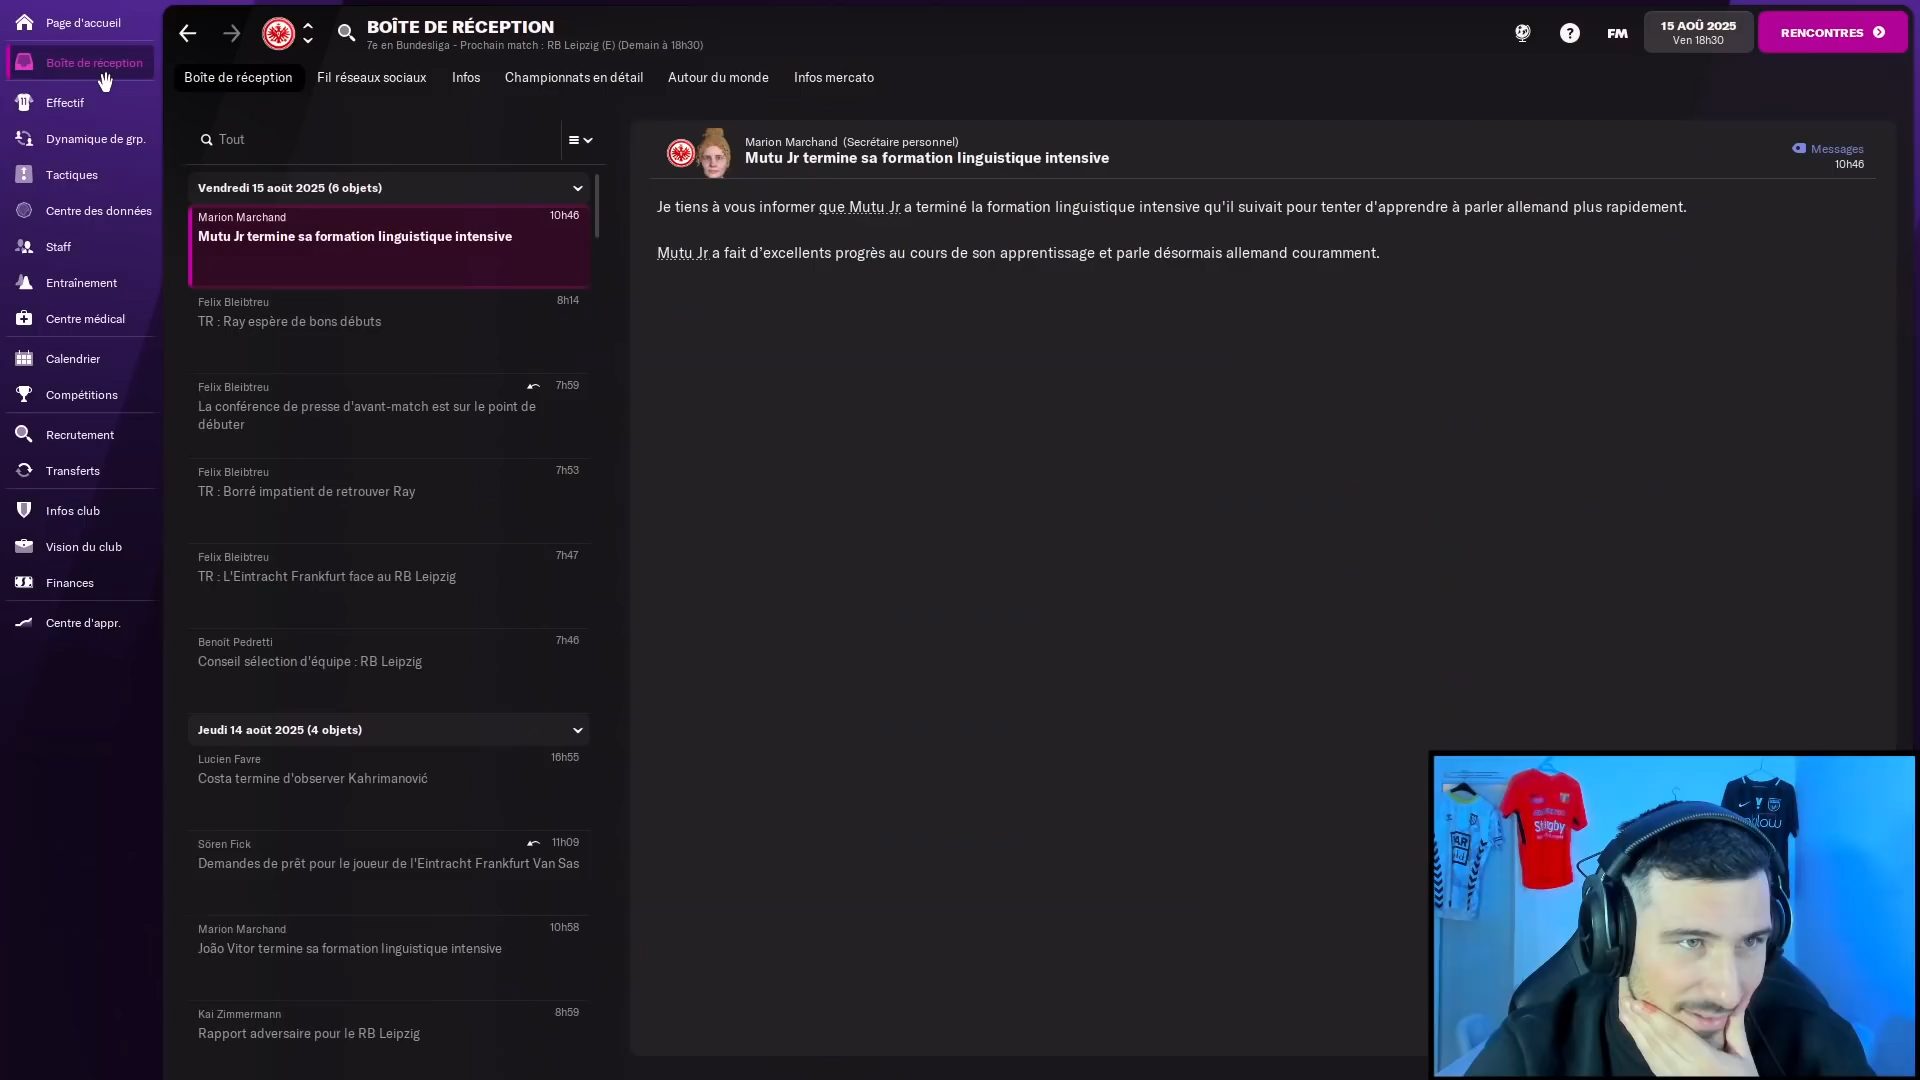 Page d'accueil
Boîte de réception
Effectif
Dynamique de grp.
Tactiques
Centre des données
Staff
Entraînement
Centre médical
Calendrier
Compétitions
Recrutement
Transferts
Infos club
Vision du club
Finances
Centre d'appr.
BOÎTE DE RÉCEPTION
7e en Bundesliga - Prochain match : RB Leipzig (E) (Demain à 18h30)
FM
15 AOÛ 2025
Ven 18h30
RENCONTRES
Boîte de réception
Fil réseaux sociaux
Infos
Championnats en détail
Autour du monde
Infos mercato
Tout
Vendredi 15 août 2025 (6 objets)
Marion Marchand 10h46
Mutu Jr termine sa formation linguistique intensive
Felix Bleibtreu 8h14
TR : Ray espère de bons débuts
Felix Bleibtreu 7h59
La conférence de presse d'avant-match est sur le point de
débuter
Felix Bleibtreu 7h53
TR : Borré impatient de retrouver Ray
Felix Bleibtreu 7h47
TR : L'Eintracht Frankfurt face au RB Leipzig
Benoît Pedretti 7h46
Conseil sélection d'équipe : RB Leipzig
Jeudi 14 août 2025 (4 objets)
Lucien Favre 16h55
Costa termine d'observer Kahrimanović
Sören Fick 11h09
Demandes de prêt pour le joueur de l'Eintracht Frankfurt Van Sas
Marion Marchand 10h58
João Vitor termine sa formation linguistique intensive
Kai Zimmermann 8h59
Rapport adversaire pour le RB Leipzig
Marion Marchand (Secrétaire personnel)
Mutu Jr termine sa formation linguistique intensive
Messages
10h46
Je tiens à vous informer que Mutu Jr a terminé la formation linguistique intensive qu'il suivait pour tenter d'apprendre à parler allemand plus rapidement.
Mutu Jr a fait d'excellents progrès au cours de son apprentissage et parle désormais allemand couramment.